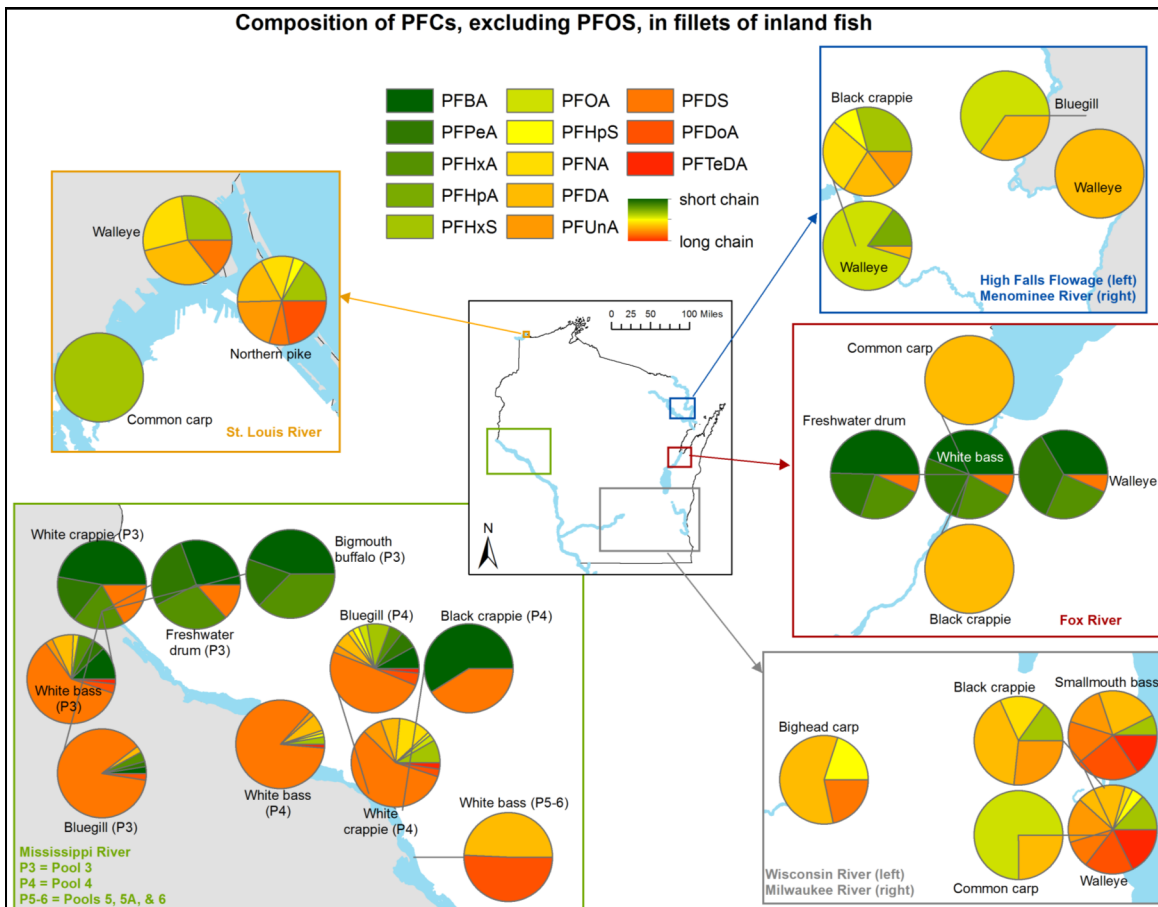 Composition of PFCs, excluding PFOS, in fillets of inland fish
PFBA
PFPeA
PFHxA
PFHpA
PFHxS
PFOA
PFHpS
PFNA
PFDA
PFUnA
PFDS
PFDoA
PFTeDA
short chain
long chain
Walleye
Northern pike
Common carp
St. Louis River
0 25 50 100 Miles
N
Black crappie
Bluegill
Walleye
Walleye
High Falls Flowage (left)
Menominee River (right)
Common carp
Freshwater drum
White bass
Walleye
Black crappie
Fox River
White crappie (P3)
Bigmouth
buffalo (P3)
Freshwater
drum (P3)
White bass
(P3)
Bluegill (P3)
Bluegill (P4)
Black crappie (P4)
White bass
(P4)
White
crappie (P4)
White bass (P5-6)
Mississippi River
P3 = Pool 3
P4 = Pool 4
P5-6 = Pools 5, 5A, & 6
Bighead carp
Black crappie
Smallmouth bass
Common carp
Walleye
Wisconsin River (left)
Milwaukee River (right)